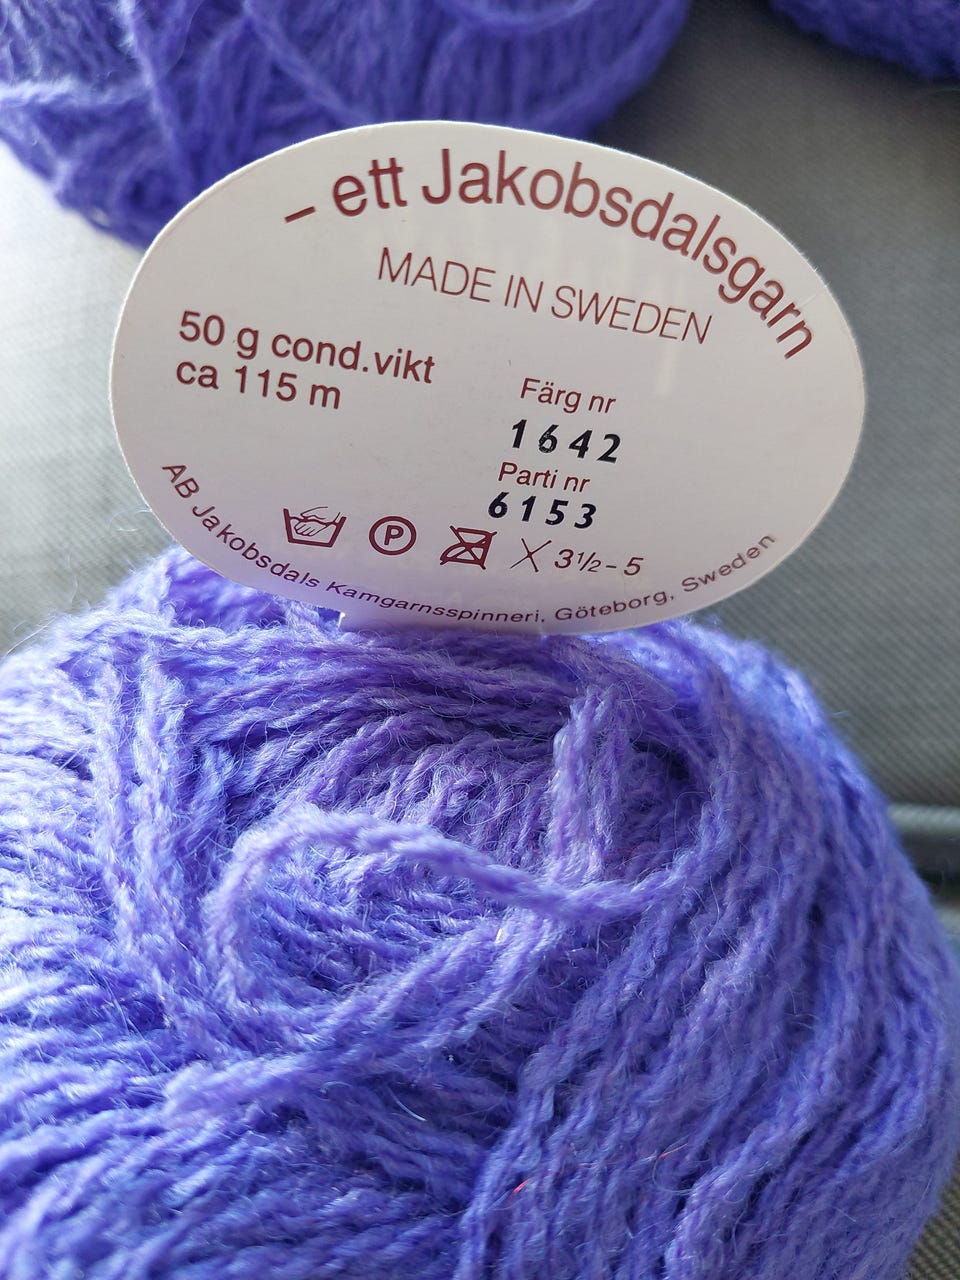 – ett Jakobsdalsgarn
MADE IN SWEDEN
50 g cond.vikt
ca 115 m
Färg nr
1642
Parti nr
6153
P
3½-5
AB Jakobsdals Kamgarnsspinneri, Göteborg, Sweden